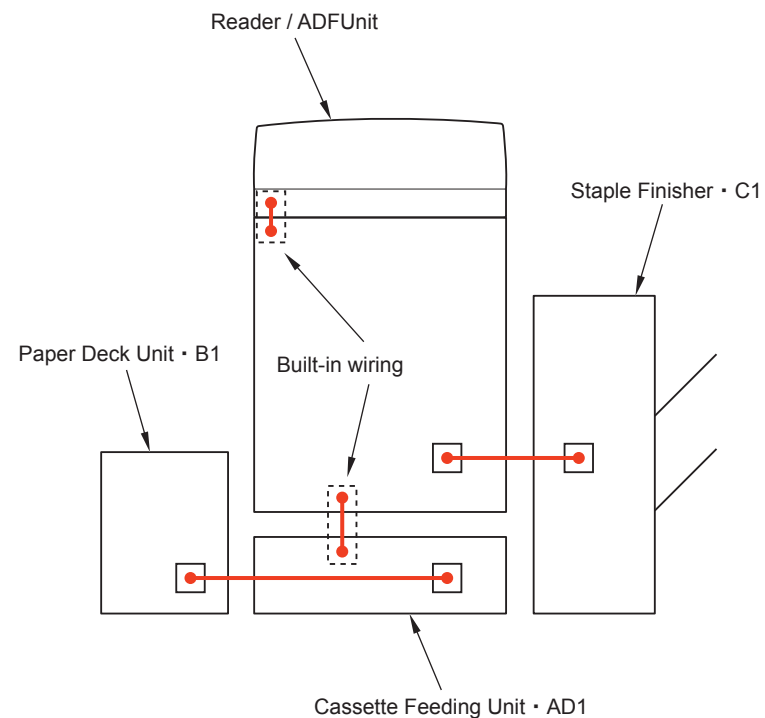 Reader / ADFUnit
Staple Finisher・C1
Paper Deck Unit・B1
Built-in wiring
Cassette Feeding Unit・AD1